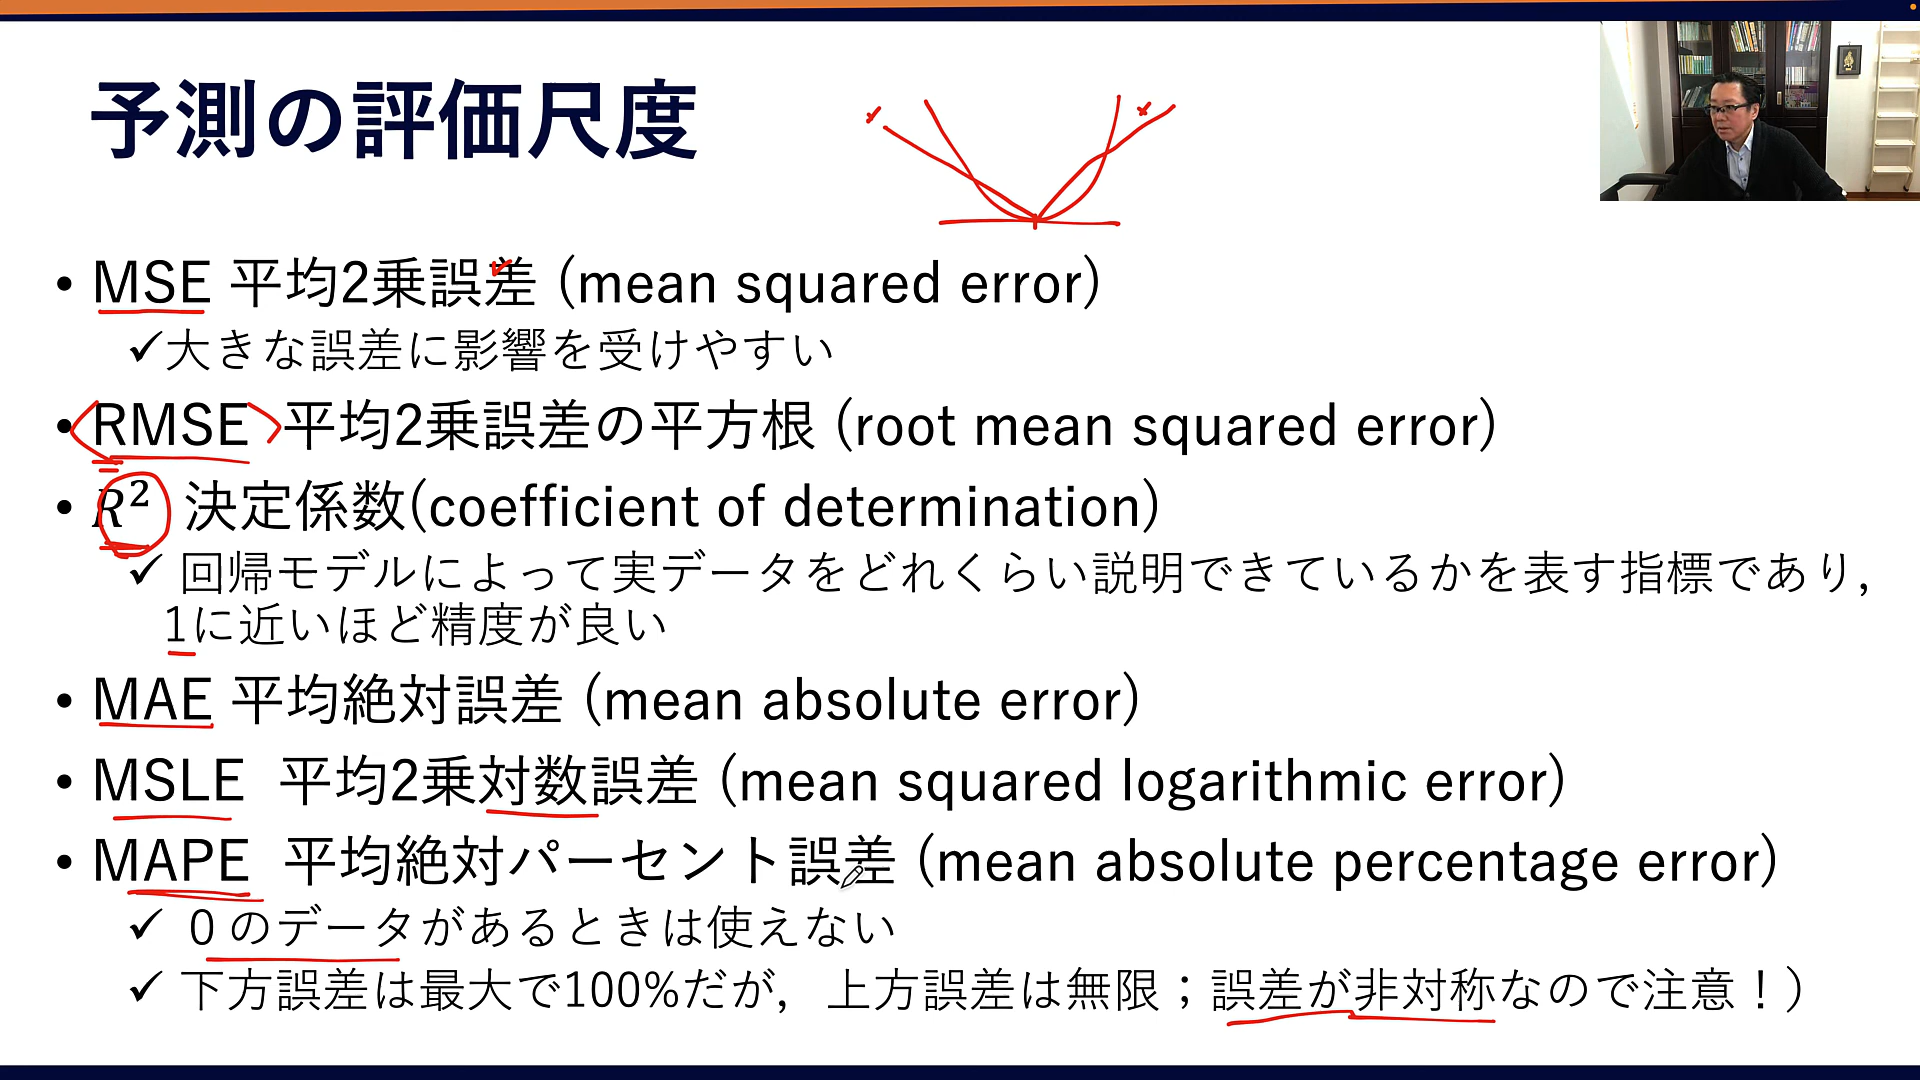 予測の評価尺度
• MSE 平均2乗誤差 (mean squared error)
✓大きな誤差に影響を受けやすい
• RMSE 平均2乗誤差の平方根 (root mean squared error)
• R² 決定係数(coefficient of determination)
✓ 回帰モデルによって実データをどれくらい説明できているかを表す指標であり,
1に近いほど精度が良い
• MAE 平均絶対誤差 (mean absolute error)
• MSLE 平均2乗対数誤差 (mean squared logarithmic error)
• MAPE 平均絶対パーセント誤差 (mean absolute percentage error)
✓ 0 のデータがあるときは使えない
✓ 下方誤差は最大で100%だが, 上方誤差は無限；誤差が非対称なので注意！）